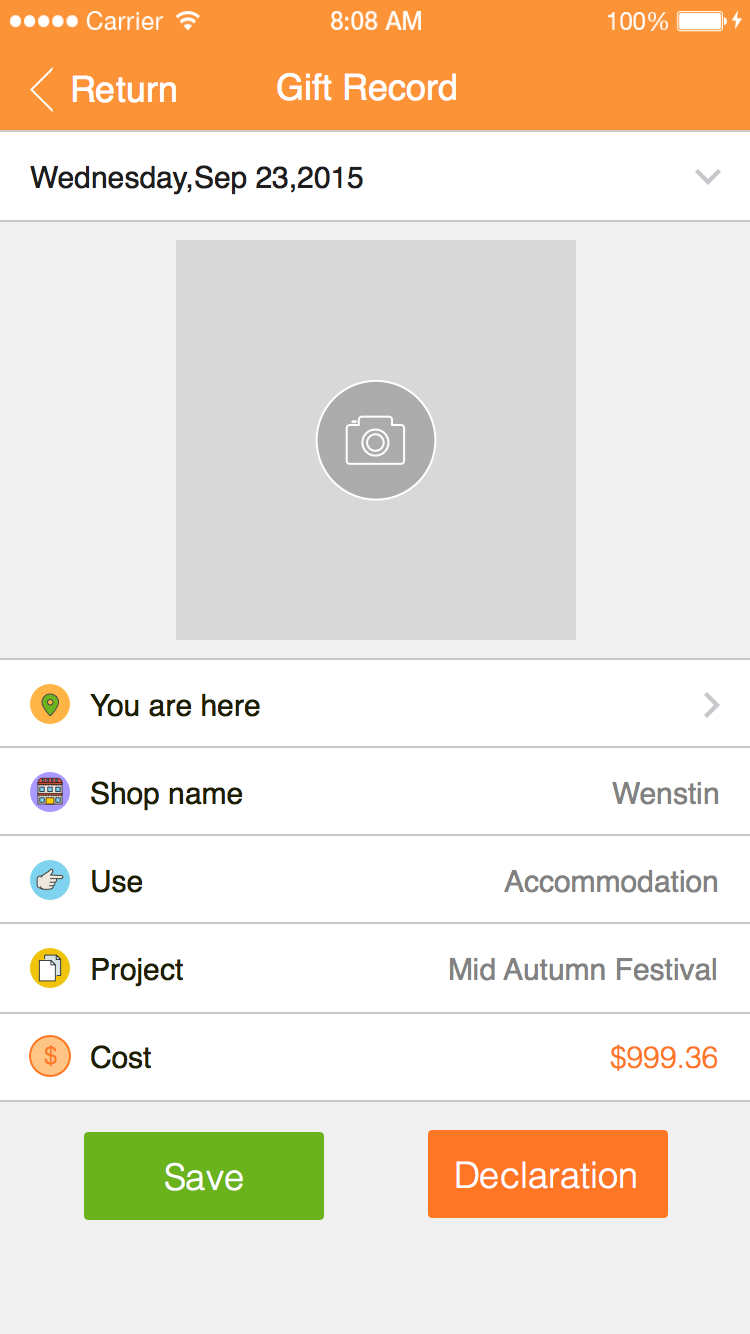 Carrier 8:08 AM 100%
Return Gift Record
Wednesday,Sep 23,2015
You are here
Shop name Wenstin
Use Accommodation
Project Mid Autumn Festival
$ Cost $999.36
Save Declaration